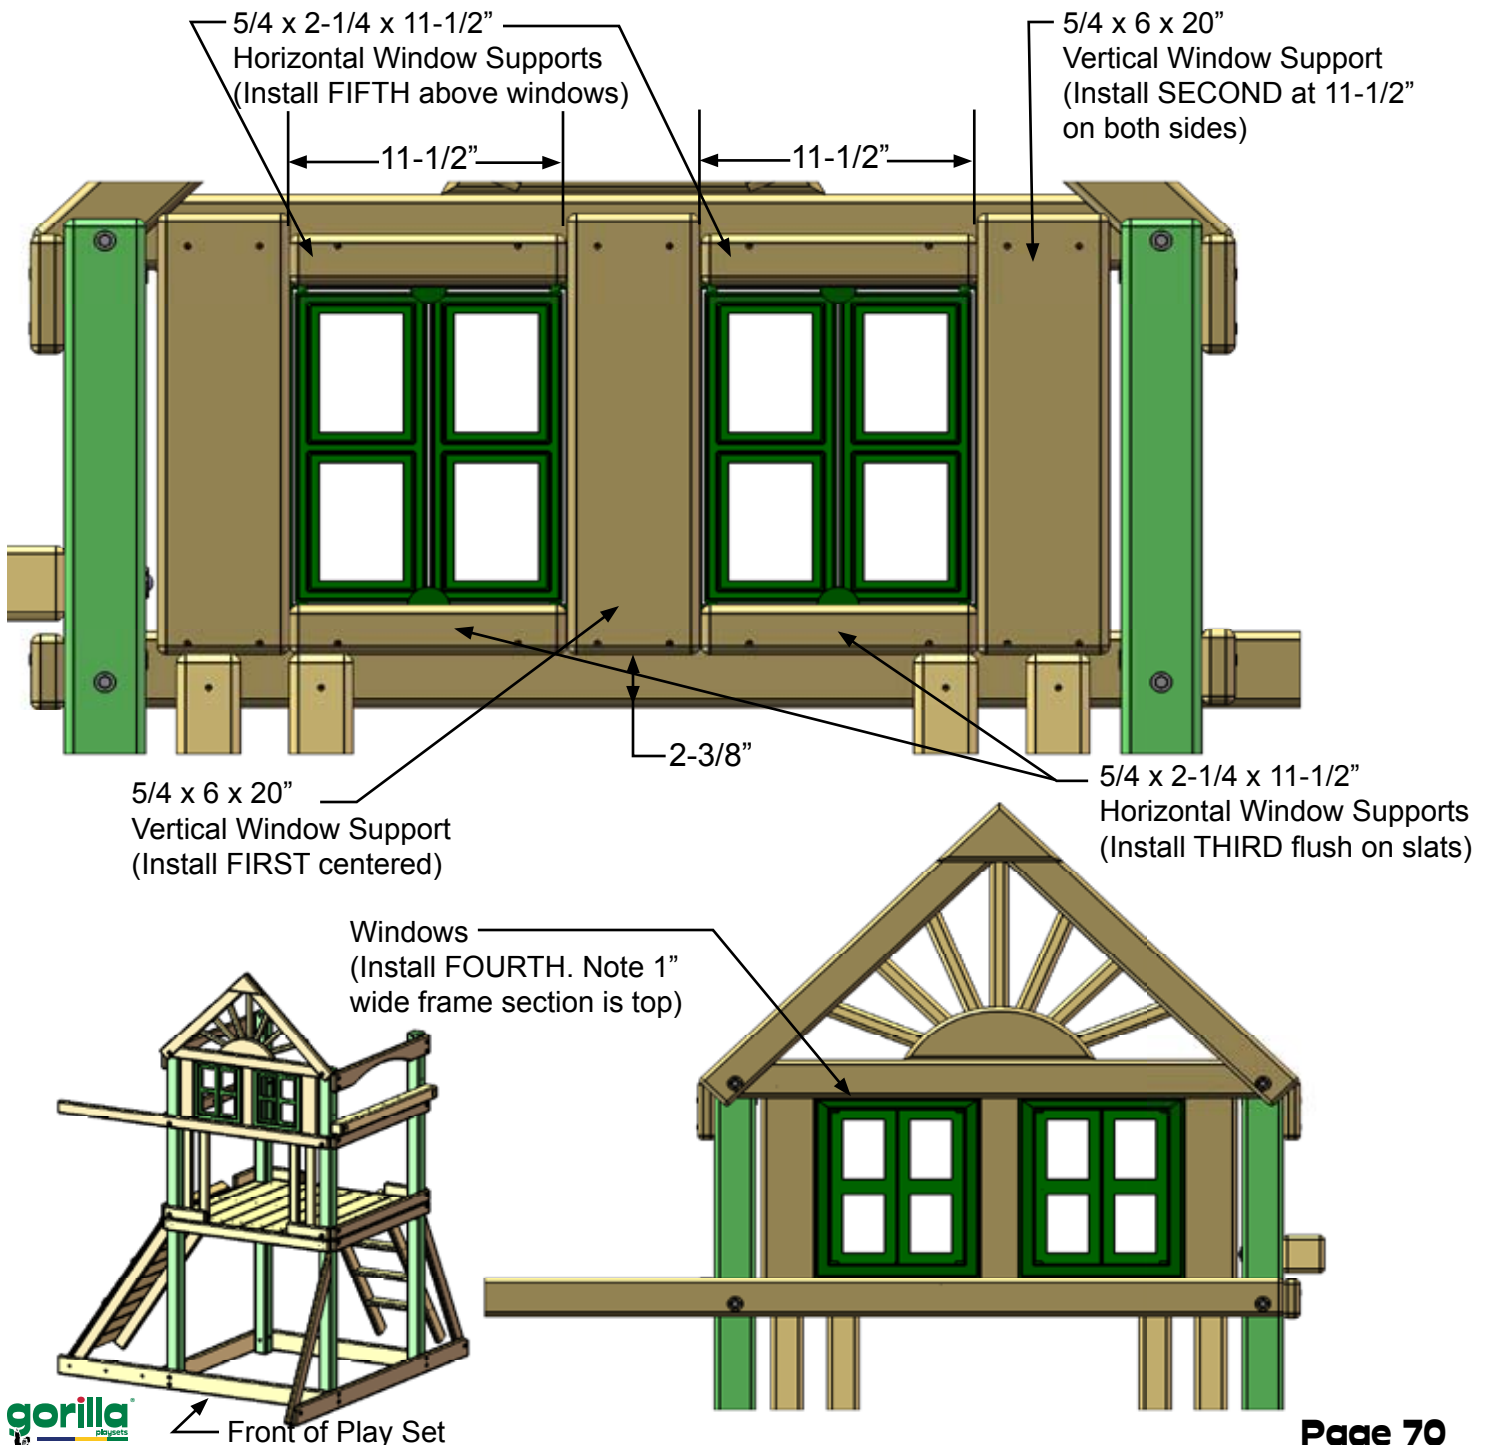 5/4 x 2-1/4 x 11-1/2”
Horizontal Window Supports
(Install FIFTH above windows)
5/4 x 6 x 20”
Vertical Window Support
(Install SECOND at 11-1/2”
on both sides)
11-1/2”
11-1/2”
2-3/8”
5/4 x 6 x 20”
Vertical Window Support
(Install FIRST centered)
5/4 x 2-1/4 x 11-1/2”
Horizontal Window Supports
(Install THIRD flush on slats)
Windows
(Install FOURTH. Note 1”
wide frame section is top)
gorilla
playsets
Front of Play Set
Page 70